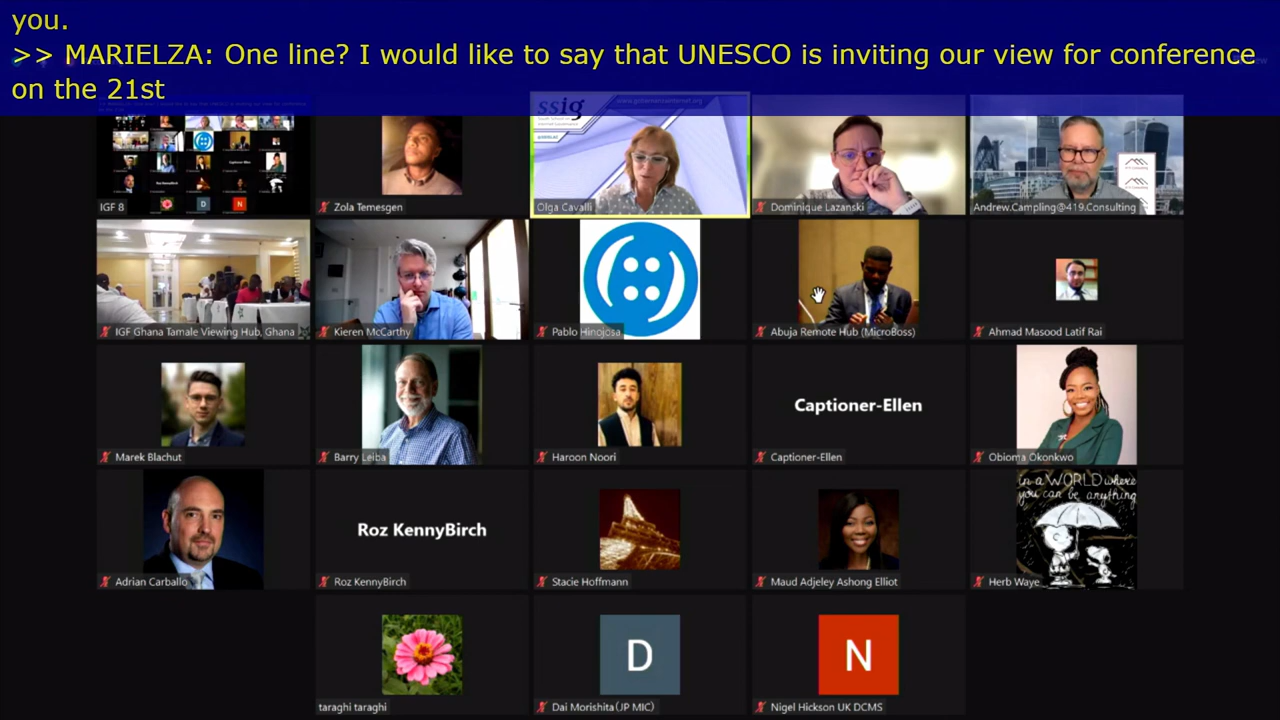 you.
>> MARIELZA: One line? I would like to say that UNESCO is inviting our view for conference
on the 21st
ssig
IGF 8
Zola Temesgen
Olga Cavalli
Dominique Lazanski
Andrew.Campling@419.Consulting
IGF Ghana Tamale Viewing Hub, Ghana
Kieren McCarthy
Pablo Hinojosa
Abuja Remote Hub (MicroBoss)
Ahmad Masood Latif Rai
Marek Blachut
Barry Leiba
Haroon Noori
Captioner-Ellen
Captioner-Ellen
Obioma Okonkwo
Adrian Carballo
Roz KennyBirch
Roz KennyBirch
Stacie Hoffmann
Maud Adjeley Ashong Elliot
in a WORLD where
you can be anything
Herb Waye
taraghi taraghi
D
Dai Morishita(JP MIC)
N
Nigel Hickson UK DCMS